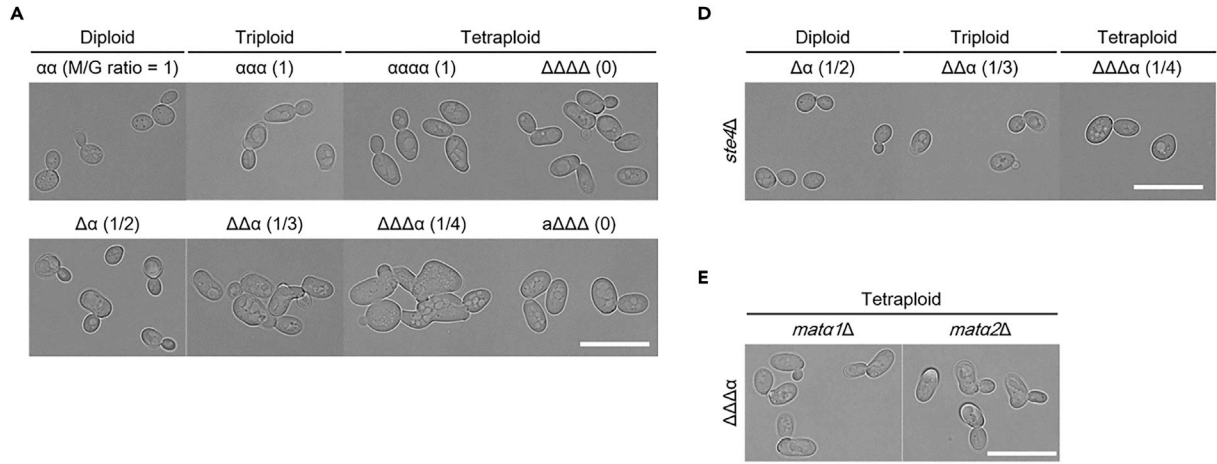 A
Diploid Triploid Tetraploid
αα (M/G ratio = 1) ααα (1) αααα (1) ΔΔΔΔ (0)
Δα (1/2) ΔΔα (1/3) ΔΔΔα (1/4) aΔΔΔ (0)
D
Diploid Triploid Tetraploid
Δα (1/2) ΔΔα (1/3) ΔΔΔα (1/4)
ste4Δ
E
Tetraploid
matα1Δ matα2Δ
ΔΔΔα